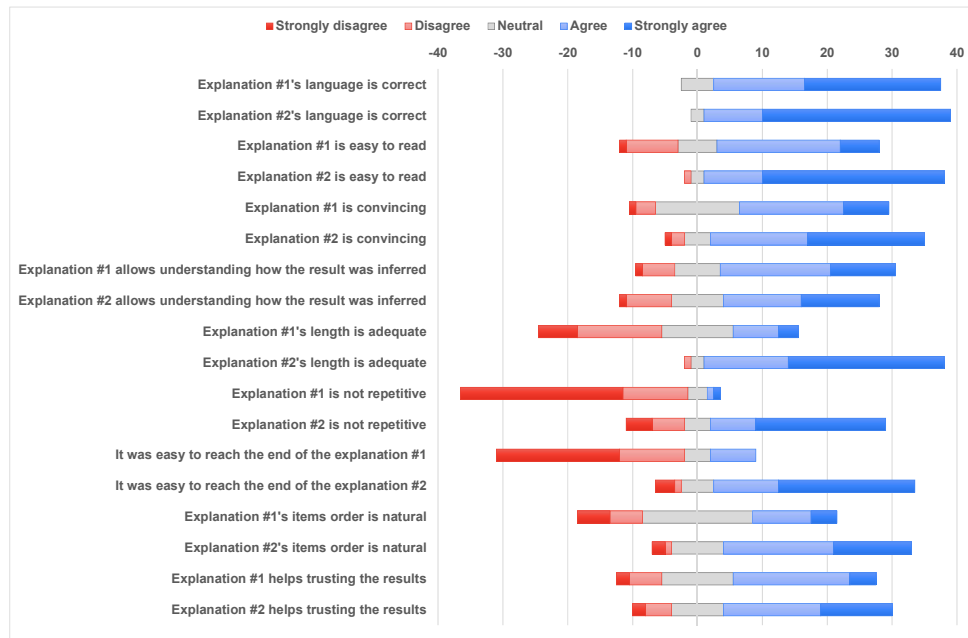 Strongly disagree Disagree Neutral Agree Strongly agree
-40 -30 -20 -10 0 10 20 30 40
Explanation #1's language is correct
Explanation #2's language is correct
Explanation #1 is easy to read
Explanation #2 is easy to read
Explanation #1 is convincing
Explanation #2 is convincing
Explanation #1 allows understanding how the result was inferred
Explanation #2 allows understanding how the result was inferred
Explanation #1's length is adequate
Explanation #2's length is adequate
Explanation #1 is not repetitive
Explanation #2 is not repetitive
It was easy to reach the end of the explanation #1
It was easy to reach the end of the explanation #2
Explanation #1's items order is natural
Explanation #2's items order is natural
Explanation #1 helps trusting the results
Explanation #2 helps trusting the results